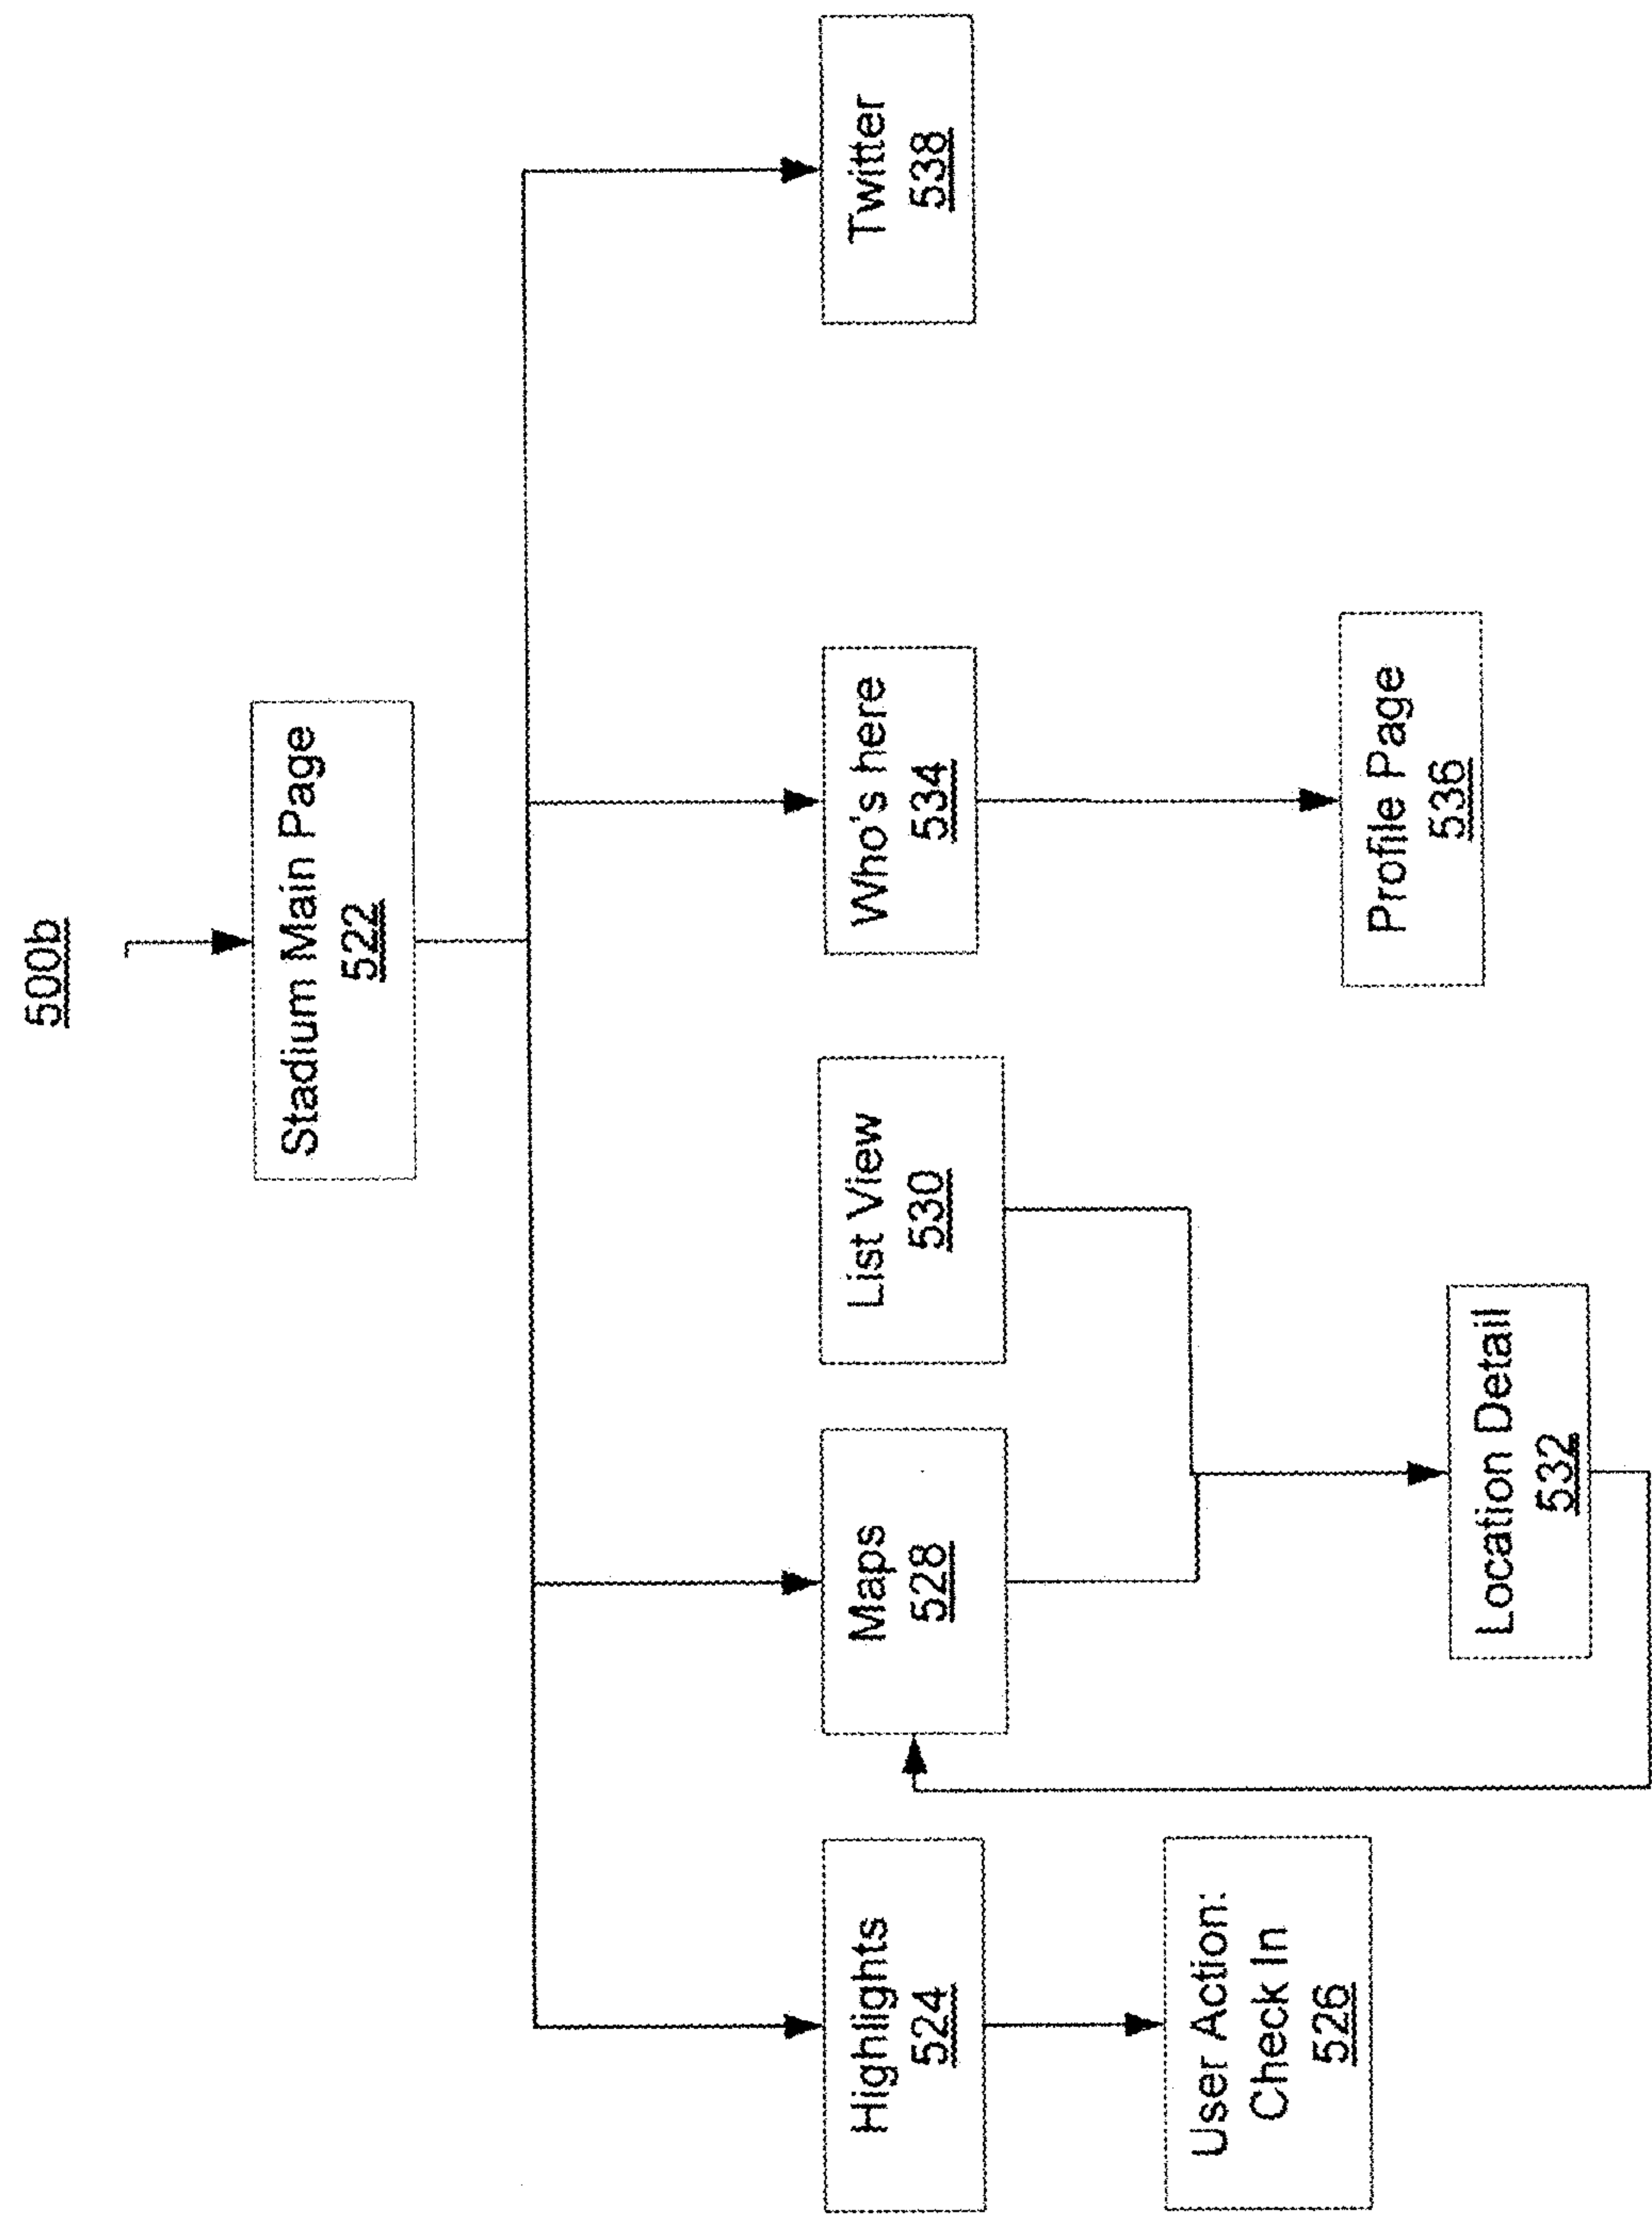 500b
Stadium Main Page
522
Highlights
524
Maps
528
List View
530
Who's here
534
Twitter
538
User Action:
Check In
526
Location Detail
532
Profile Page
536